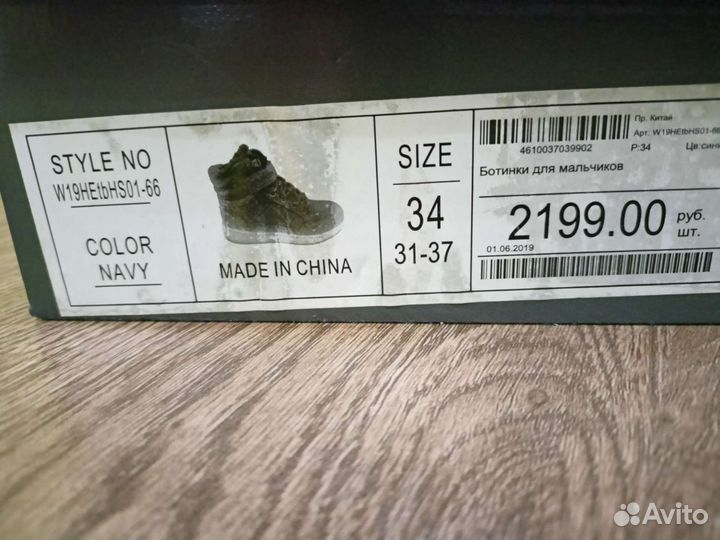 STYLE NO
W19HEtbHS01-66
COLOR
NAVY
MADE IN CHINA
SIZE
34
31-37
Пр. Китай
Арт: W19HEtbHS01-66
4610037039902
Р:34
Ботинки для мальчиков
2199.00 руб.
шт.
01.06.2019
Avito